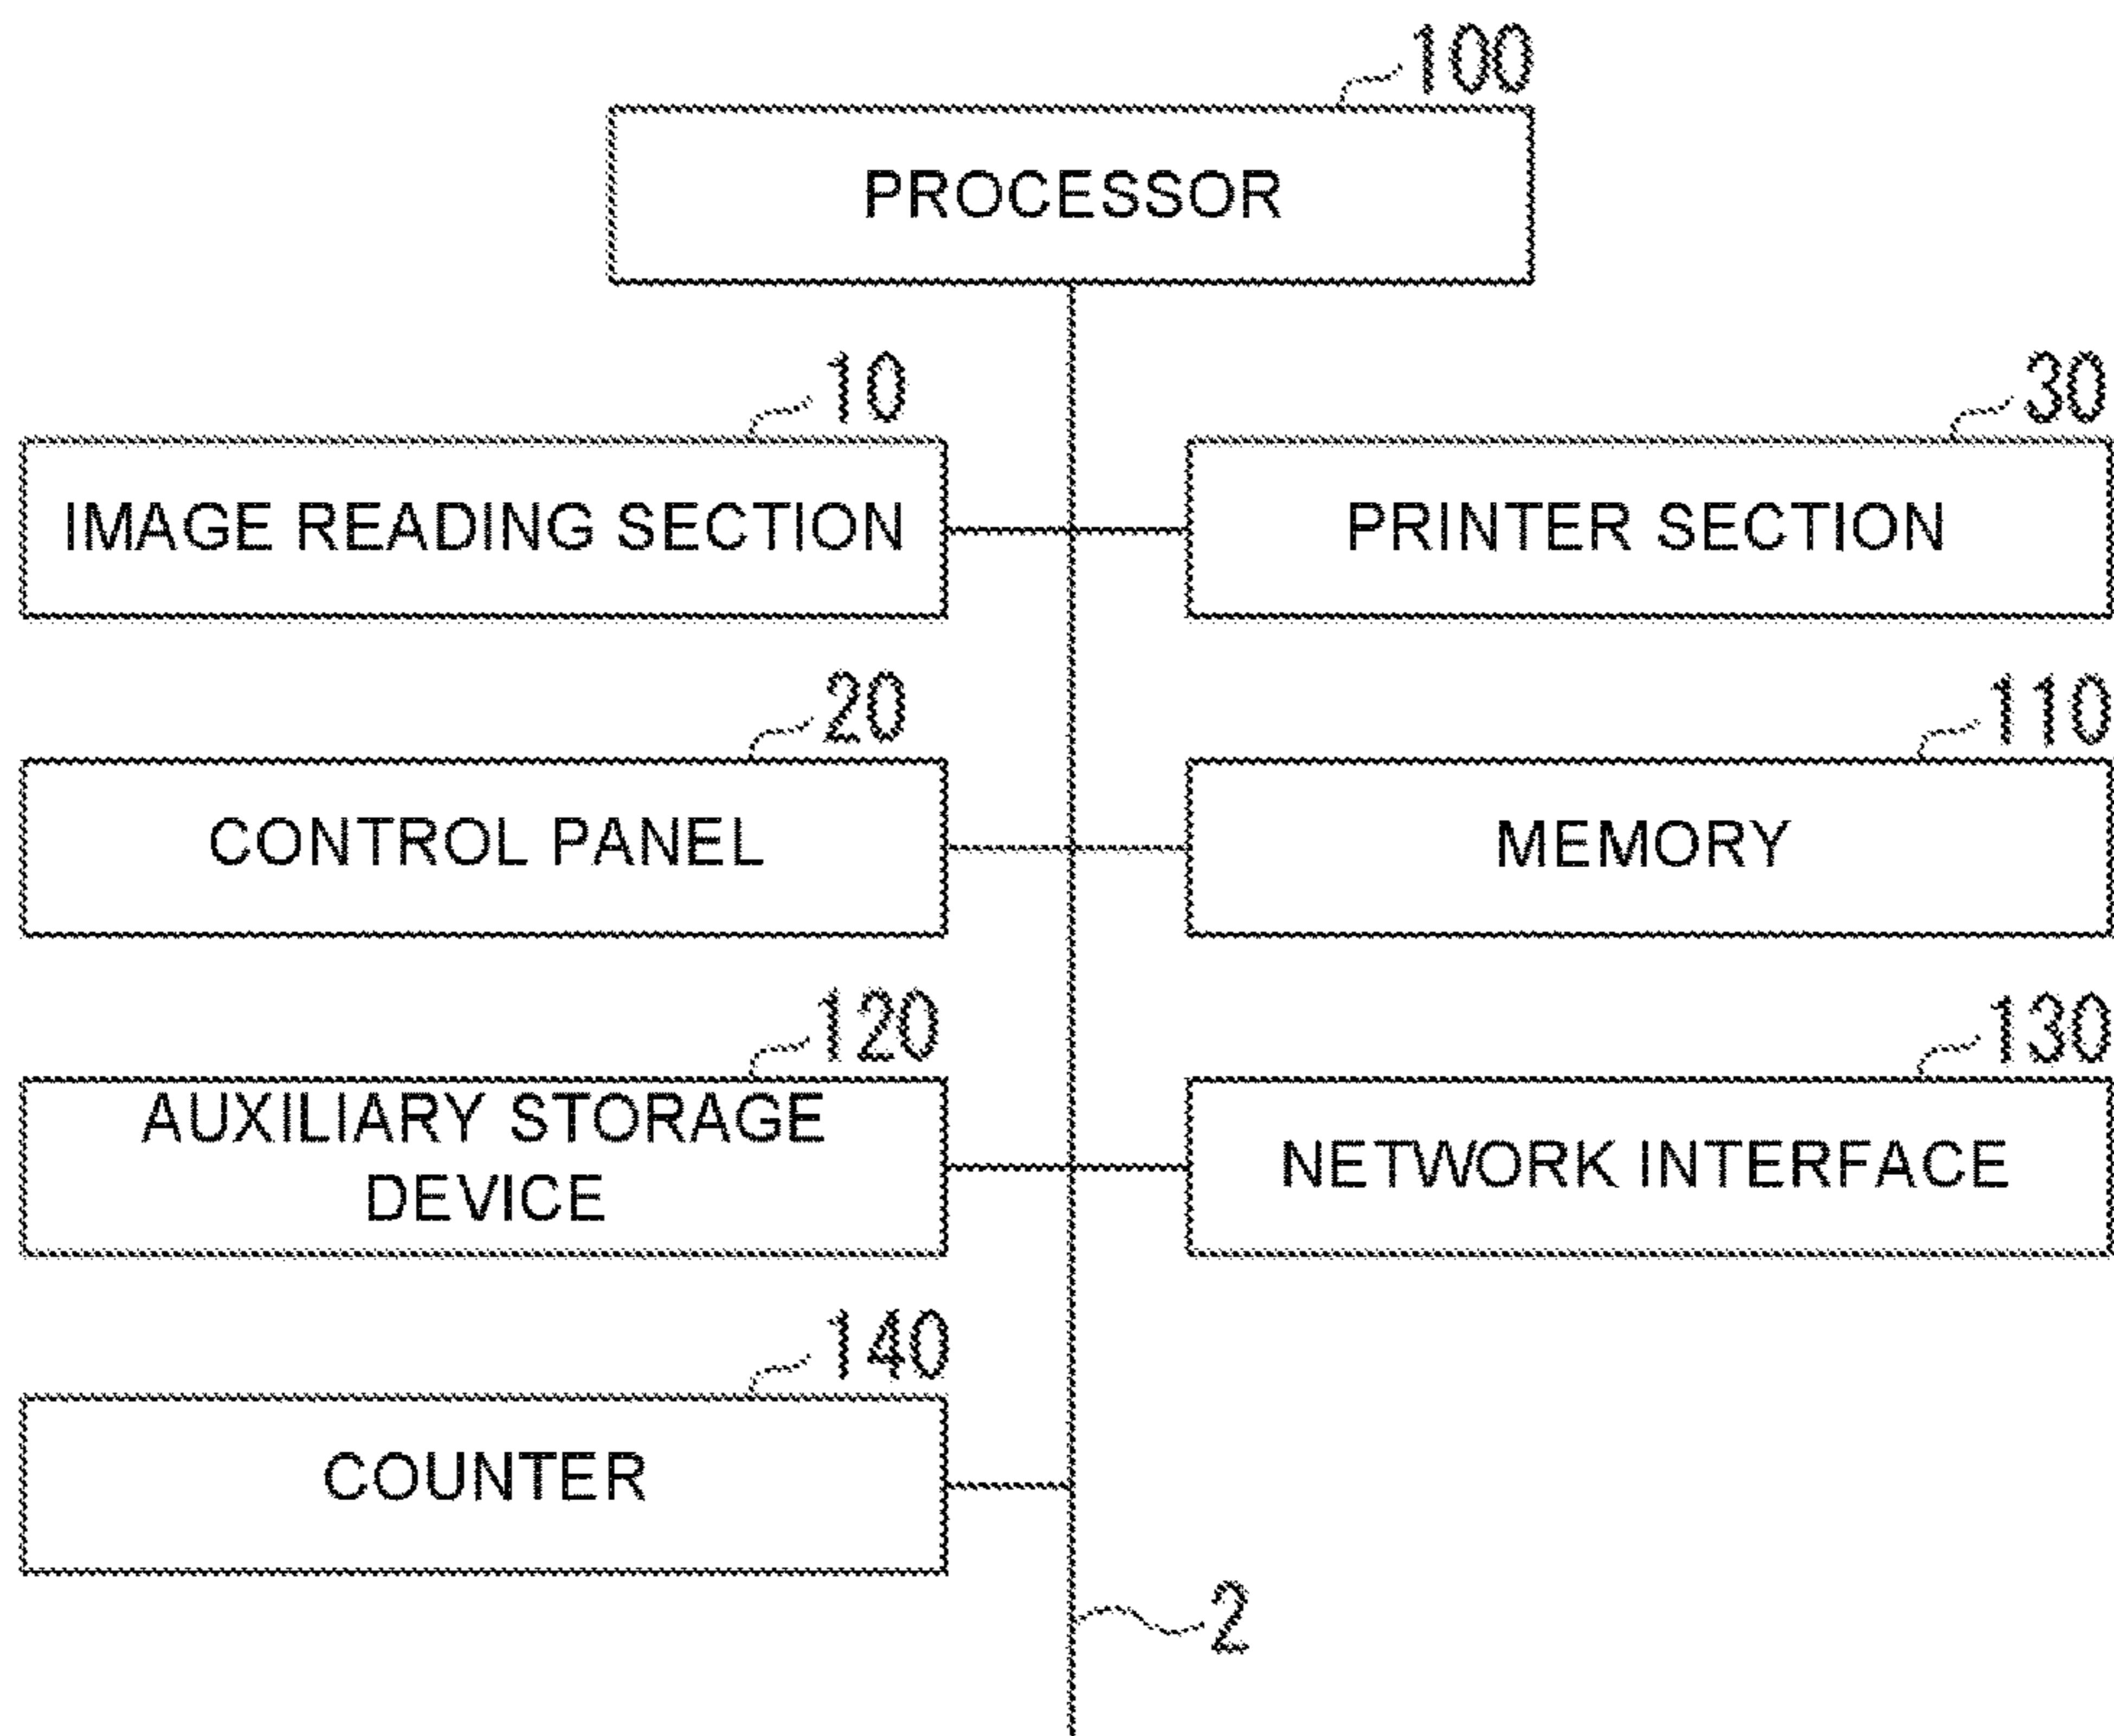 100
PROCESSOR
10
30
IMAGE READING SECTION
PRINTER SECTION
20
110
CONTROL PANEL
MEMORY
120
130
AUXILIARY STORAGE
DEVICE
NETWORK INTERFACE
140
COUNTER
2